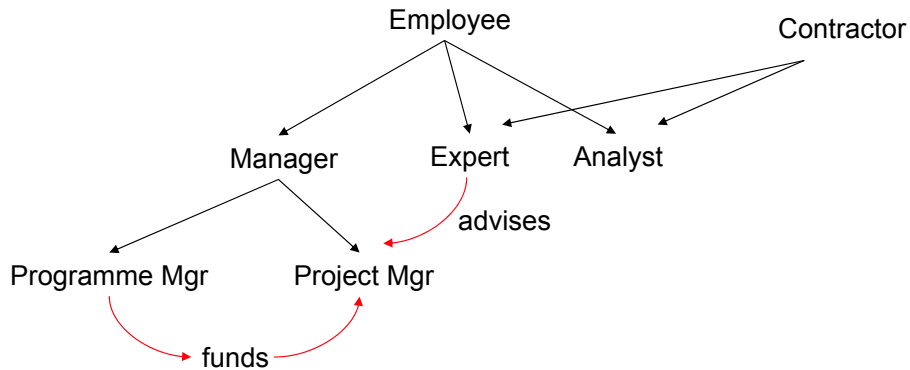 Employee
Contractor
Manager
Expert
Analyst
advises
Programme Mgr
Project Mgr
funds